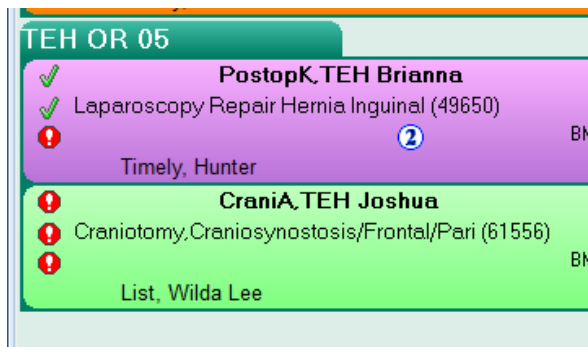 TEH OR 05
PostopK,TEH Brianna
Laparoscopy Repair Hernia Inguinal (49650)
2
Timely, Hunter
CraniA,TEH Joshua
Craniotomy,Craniosynostosis/Frontal/Pari (61556)
List, Wilda Lee